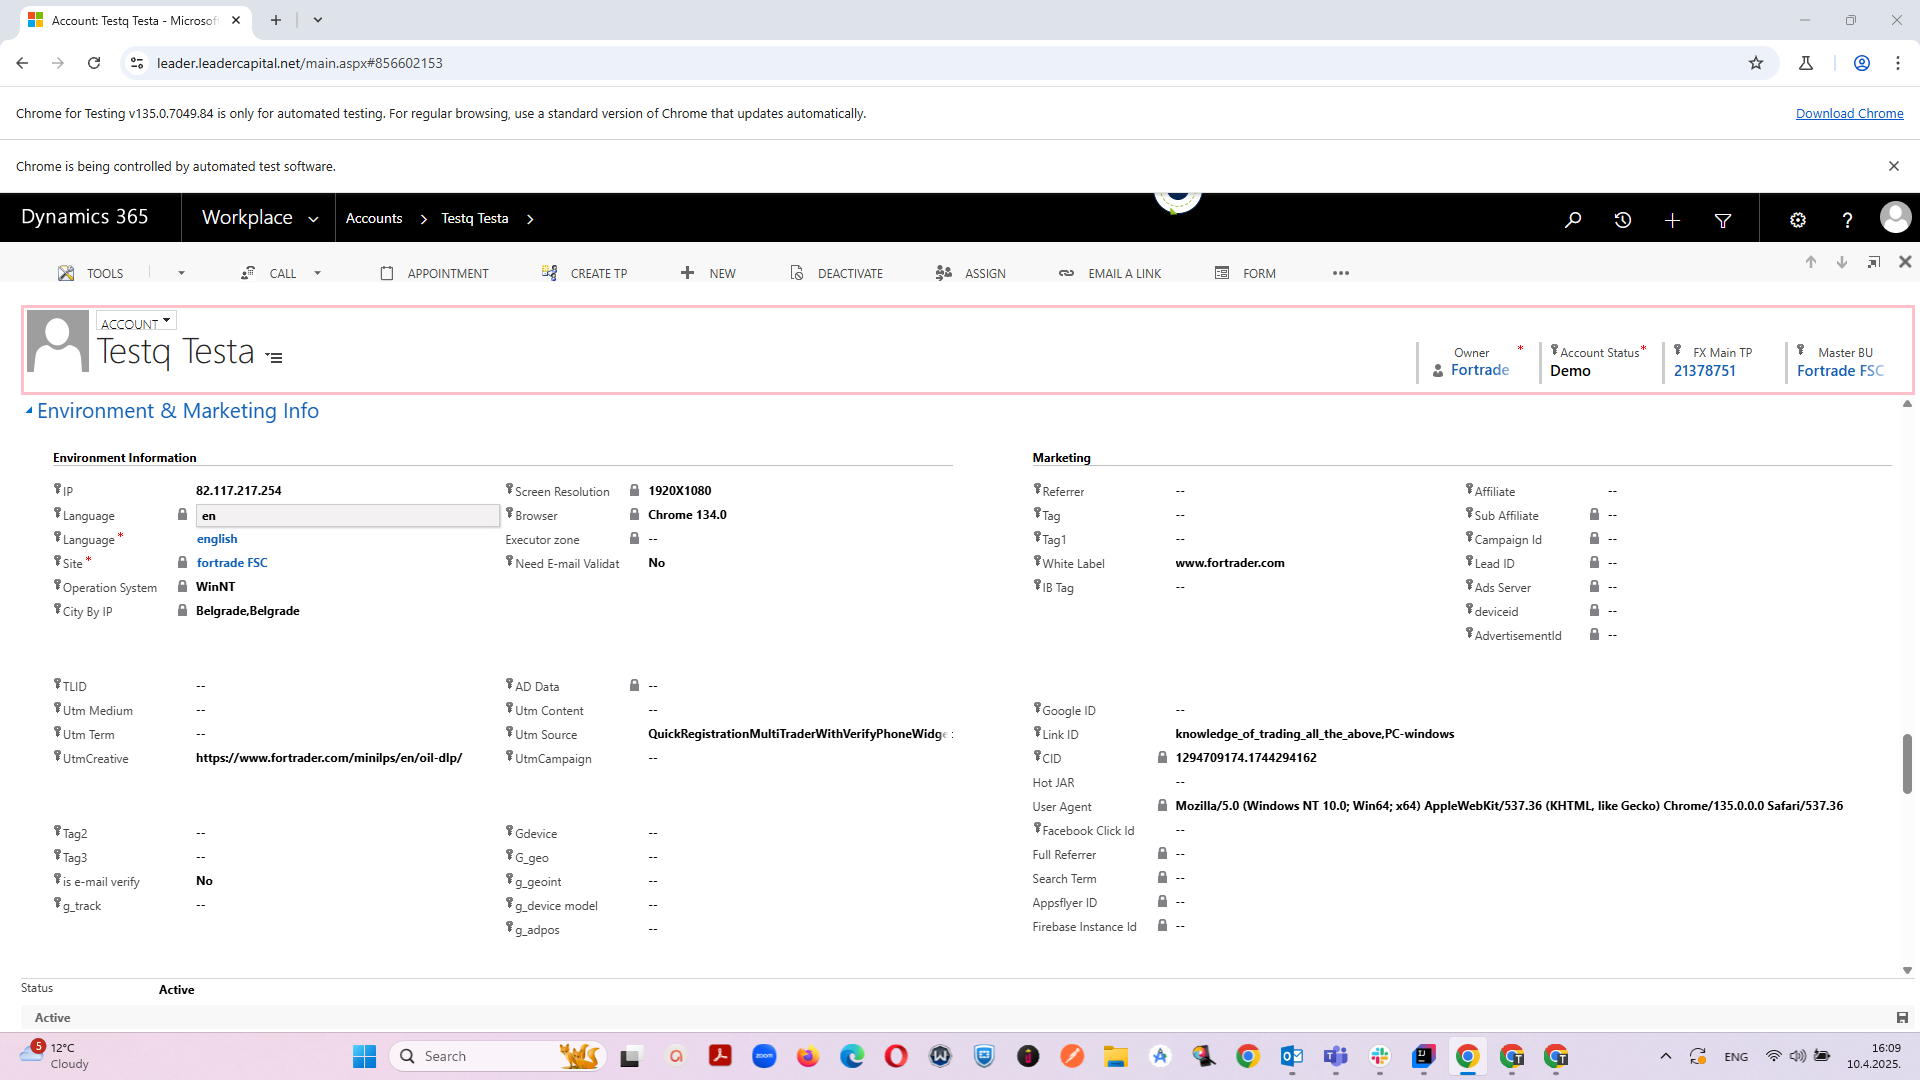 Account: Testq Testa - Microsof
leader.leadercapital.net/main.aspx#856602153
Chrome for Testing v135.0.7049.84 is only for automated testing. For regular browsing, use a standard version of Chrome that updates automatically.
Download Chrome
Chrome is being controlled by automated test software.
Dynamics 365
Workplace
Accounts
Testq Testa
TOOLS
CALL
APPOINTMENT
CREATE TP
NEW
DEACTIVATE
ASSIGN
EMAIL A LINK
FORM
ACCOUNT
Testq Testa
Owner *
Fortrade
Account Status *
Demo
FX Main TP
21378751
Master BU
Fortrade FSC
Environment & Marketing Info
Environment Information
IP 82.117.217.254
Language en
Language * english
Site * fortrade FSC
Operation System WinNT
City By IP Belgrade,Belgrade
Screen Resolution 1920X1080
Browser Chrome 134.0
Executor zone --
Need E-mail Validat No
Marketing
Referrer --
Tag --
Tag1 --
White Label www.fortrader.com
IB Tag --
Affiliate --
Sub Affiliate --
Campaign Id --
Lead ID --
Ads Server --
deviceid --
AdvertisementId --
TLID --
Utm Medium --
Utm Term --
UtmCreative https://www.fortrader.com/minilps/en/oil-dlp/
AD Data --
Utm Content --
Utm Source QuickRegistrationMultiTraderWithVerifyPhoneWidge
UtmCampaign --
Google ID --
Link ID knowledge_of_trading_all_the_above,PC-windows
CID 1294709174.1744294162
Hot JAR --
User Agent Mozilla/5.0 (Windows NT 10.0; Win64; x64) AppleWebKit/537.36 (KHTML, like Gecko) Chrome/135.0.0.0 Safari/537.36
Facebook Click Id --
Full Referrer --
Search Term --
Appsflyer ID --
Firebase Instance Id --
Tag2 --
Tag3 --
is e-mail verify No
g_track --
Gdevice --
G_geo --
g_geoint --
g_device model --
g_adpos --
Status Active
Active
5
12°C
Cloudy
Search
zoom
ENG
16:09
10.4.2025.